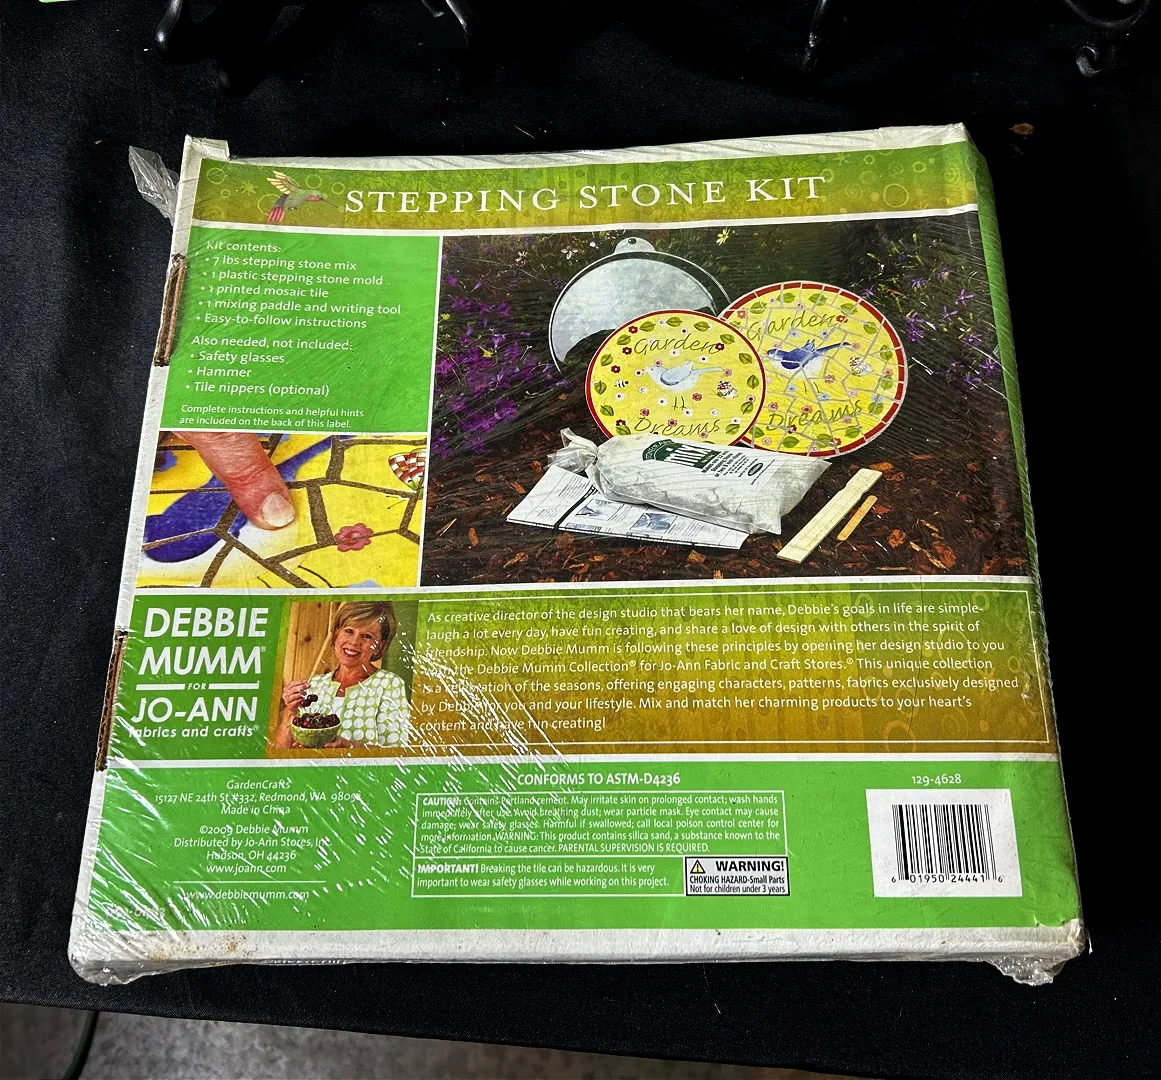 STEPPING STONE KIT
Kit contents:
• 7 lbs stepping stone mix
• 1 plastic stepping stone mold
• 1 printed mosaic tile
• 1 mixing paddle and writing tool
• Easy-to-follow instructions
Also needed, not included:
• Safety glasses
• Hammer
• Tile nippers (optional)
Complete instructions and helpful hints
are included on the back of this label.
Garden
Dreams
Garden
Dreams
DEBBIE
MUMM®
FOR
JO-ANN
fabrics and crafts®
As creative director of the design studio that bears her name, Debbie's goals in life are simple-
laugh a lot every day, have fun creating, and share a love of design with others in the spirit of
friendship. Now Debbie Mumm is following these principles by opening her design studio to you
with the Debbie Mumm Collection® for Jo-Ann Fabric and Craft Stores.® This unique collection
is a celebration of the seasons, offering engaging characters, patterns, fabrics exclusively designed
by Debbie for you and your lifestyle. Mix and match her charming products to your heart's
content and have fun creating!
GardenCrafts
15127 NE 24th St #332, Redmond, WA 98052
Made in China
©2009 Debbie Mumm
Distributed by Jo-Ann Stores, Inc.
Hudson, OH 44236
www.joann.com
www.debbiemumm.com
CONFORMS TO ASTM-D4236
CAUTION: Contains Portland cement. May irritate skin on prolonged contact; wash hands
immediately after use. Avoid breathing dust; wear particle mask. Eye contact may cause
damage; wear safety glasses. Harmful if swallowed; call local poison control center for
more information. WARNING: This product contains silica sand, a substance known to the
State of California to cause cancer. PARENTAL SUPERVISION IS REQUIRED.
IMPORTANT! Breaking the tile can be hazardous. It is very
important to wear safety glasses while working on this project.
WARNING!
CHOKING HAZARD-Small Parts
Not for children under 3 years
129-4628
6 01950 24441 6